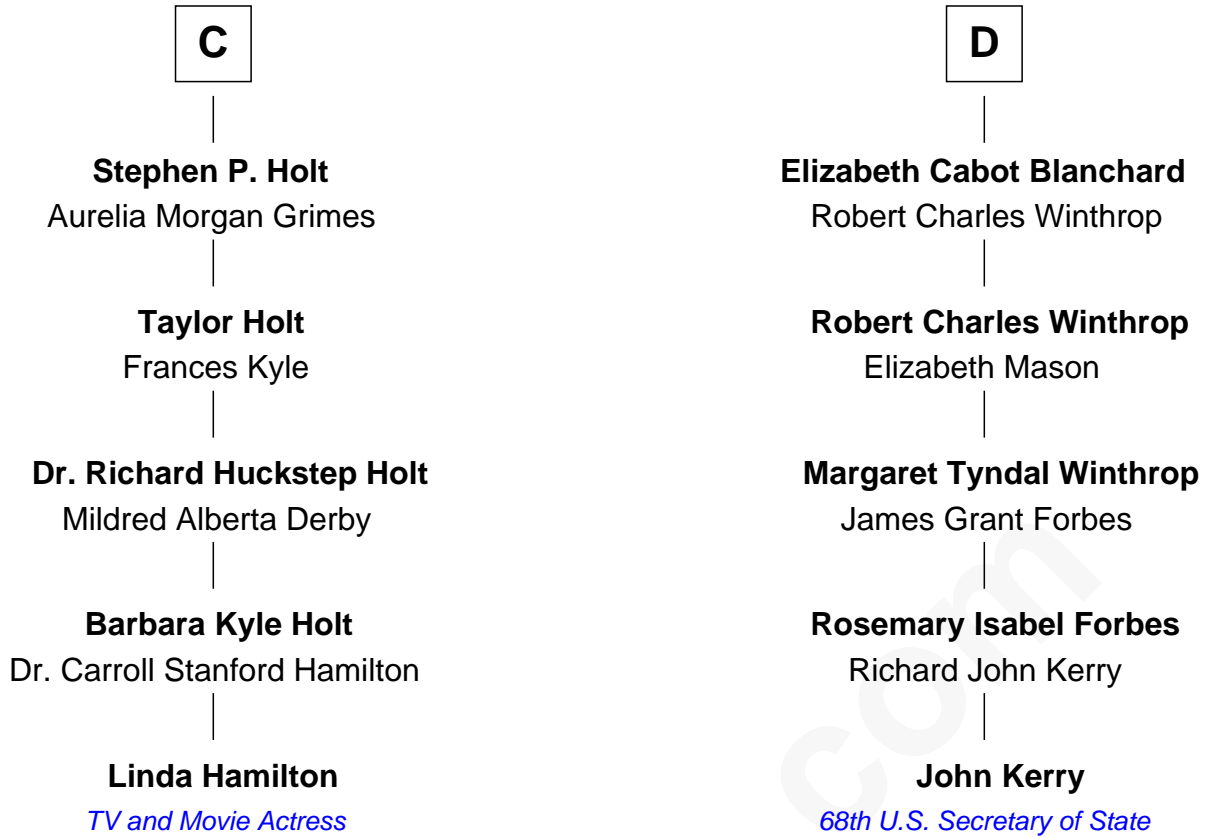 C
Stephen P. Holt
Aurelia Morgan Grimes
Taylor Holt
Frances Kyle
Dr. Richard Huckstep Holt
Mildred Alberta Derby
Barbara Kyle Holt
Dr. Carroll Stanford Hamilton
Linda Hamilton
TV and Movie Actress
D
Elizabeth Cabot Blanchard
Robert Charles Winthrop
Robert Charles Winthrop
Elizabeth Mason
Margaret Tyndal Winthrop
James Grant Forbes
Rosemary Isabel Forbes
Richard John Kerry
John Kerry
68th U.S. Secretary of State
com